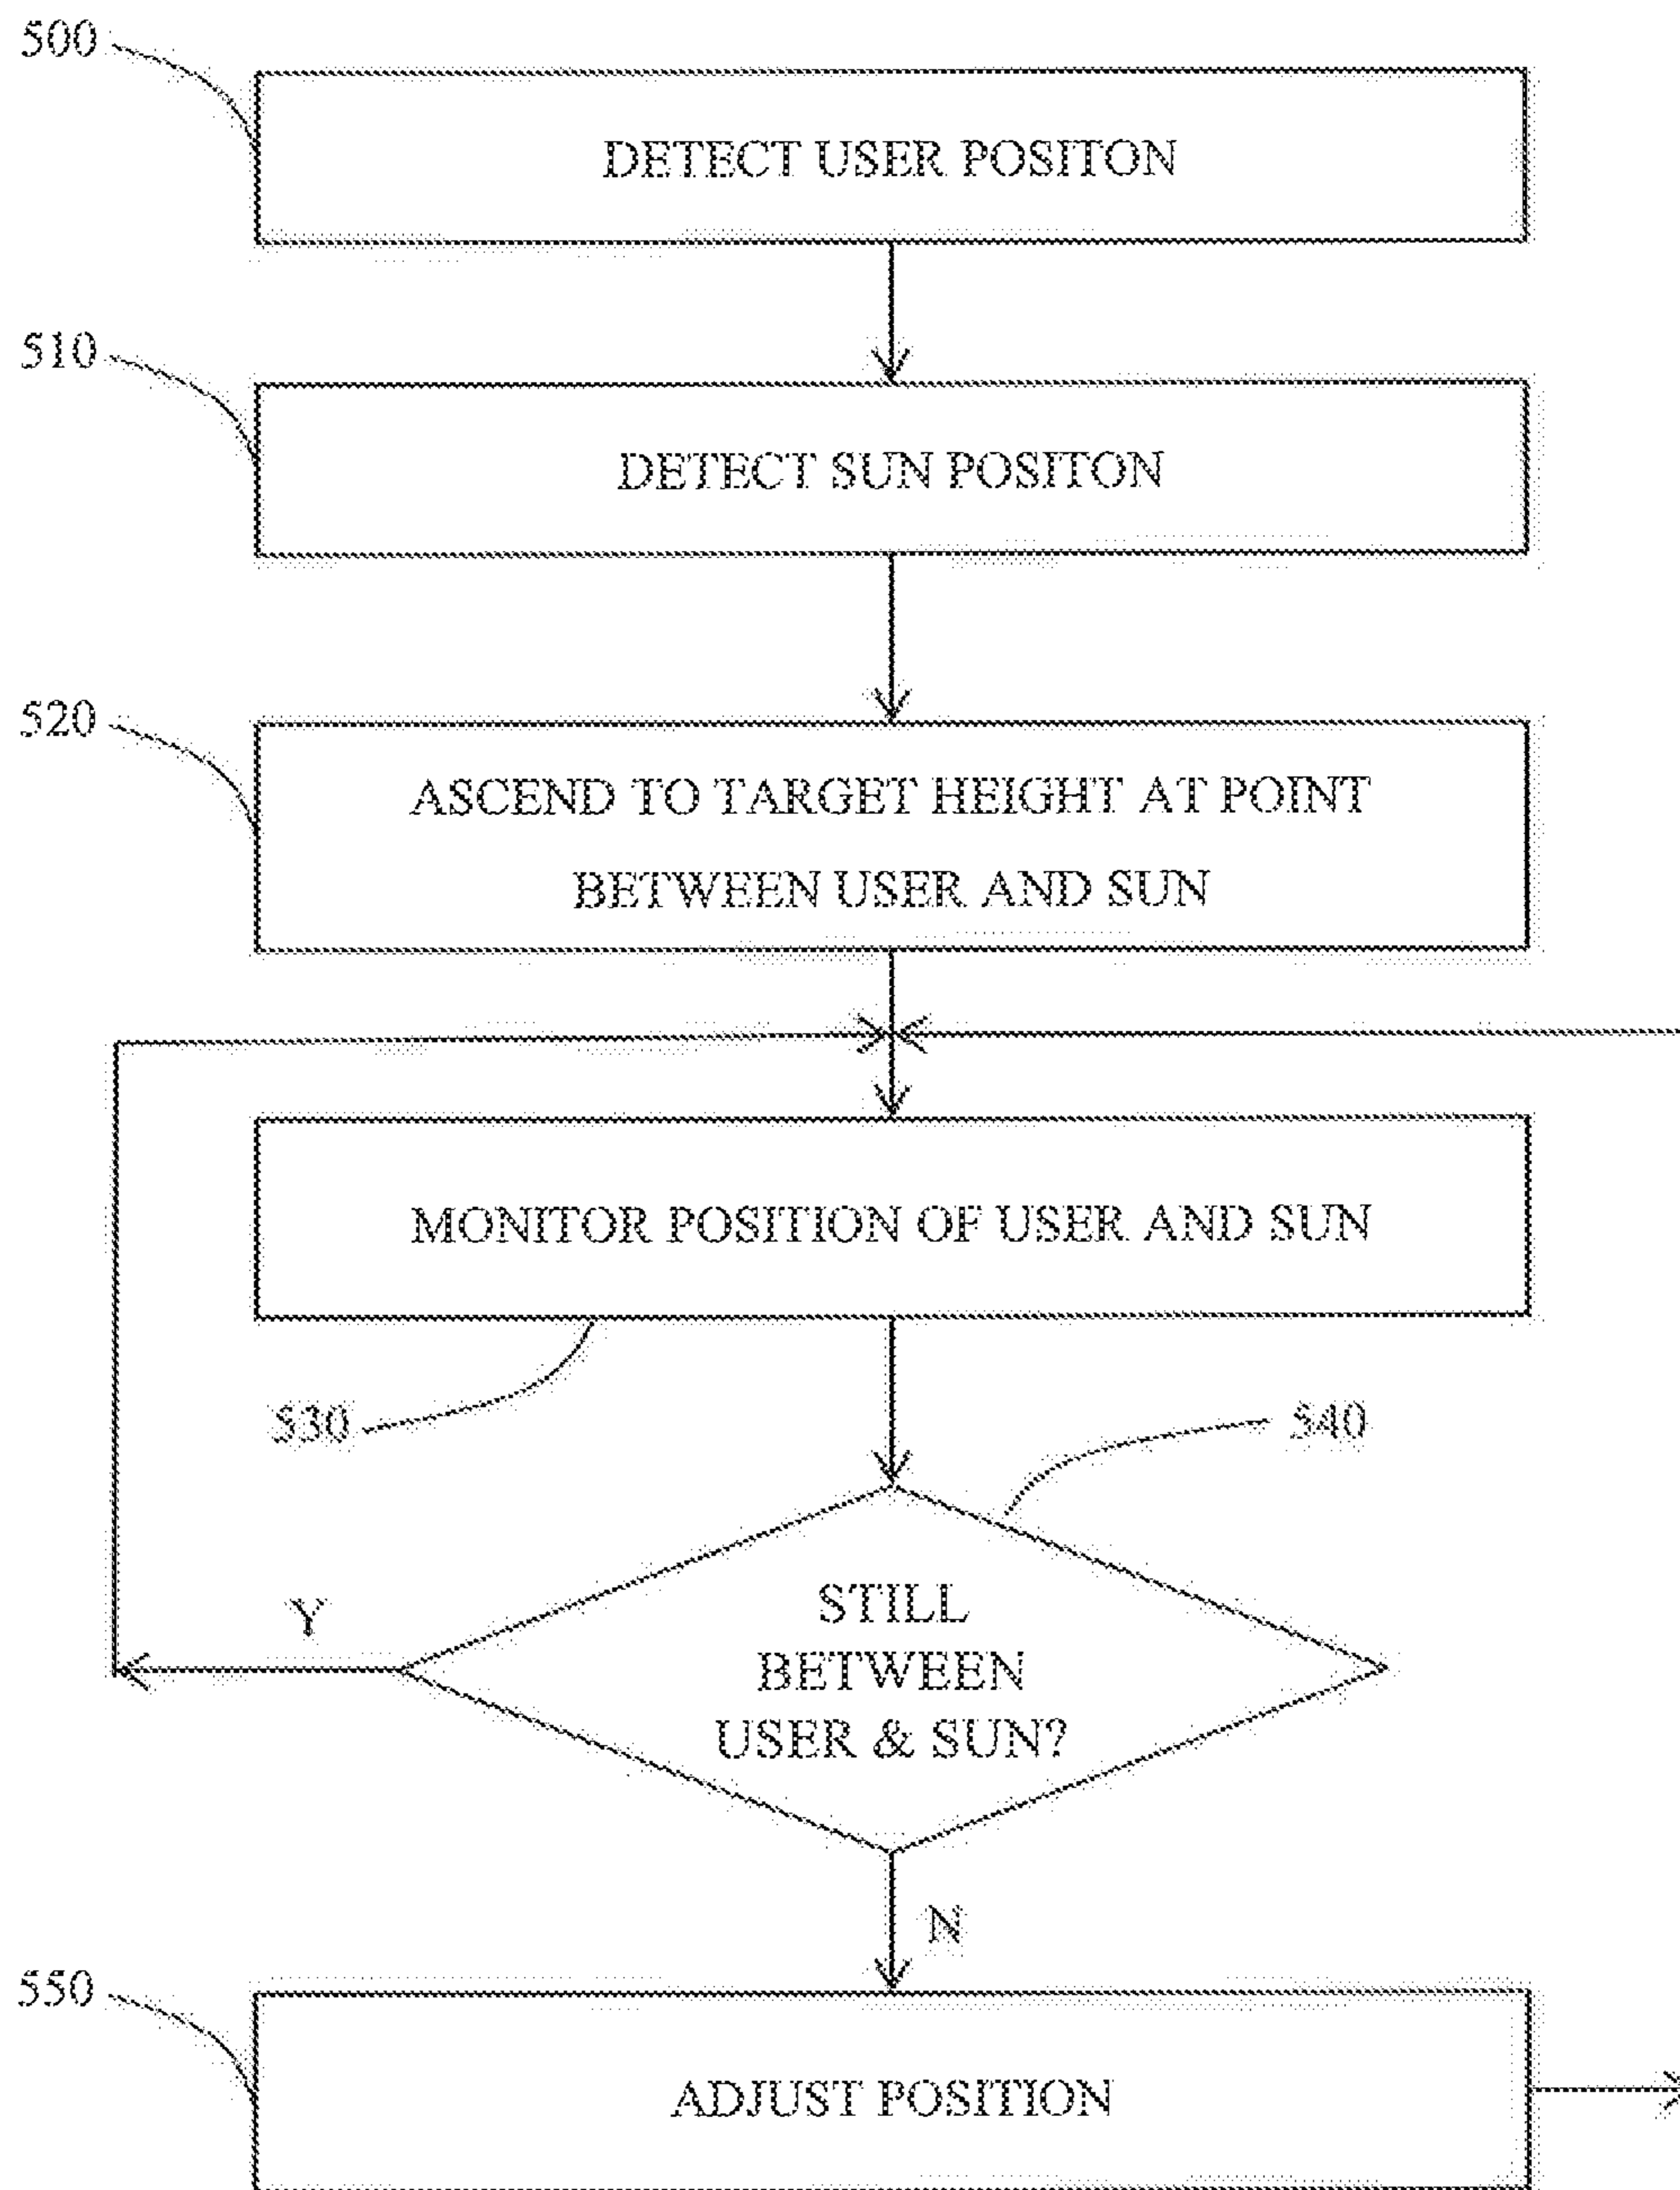 500
DETECT USER POSITON
510
DETECT SUN POSITON
520
ASCEND TO TARGET HEIGHT AT POINT
BETWEEN USER AND SUN
MONITOR POSITION OF USER AND SUN
530
540
STILL
BETWEEN
USER & SUN?
Y
N
550
ADJUST POSITION